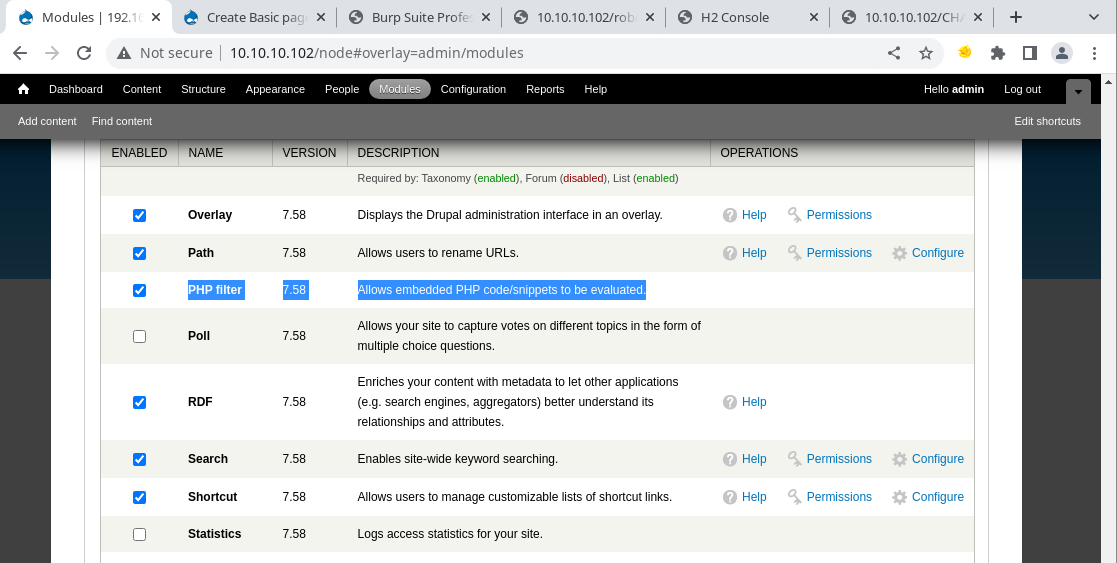 Modules | 192.16
Create Basic page
Burp Suite Profes
10.10.10.102/rob
H2 Console
10.10.10.102/CHA
Not secure
10.10.10.102/node#overlay=admin/modules
Dashboard Content Structure Appearance People Modules Configuration Reports Help
Hello admin Log out
Add content Find content
Edit shortcuts
ENABLED NAME VERSION DESCRIPTION OPERATIONS
Required by: Taxonomy (enabled), Forum (disabled), List (enabled)
Overlay 7.58 Displays the Drupal administration interface in an overlay. Help Permissions
Path 7.58 Allows users to rename URLs. Help Permissions Configure
PHP filter 7.58 Allows embedded PHP code/snippets to be evaluated.
Poll 7.58 Allows your site to capture votes on different topics in the form of
multiple choice questions.
Enriches your content with metadata to let other applications
RDF 7.58 (e.g. search engines, aggregators) better understand its Help
relationships and attributes.
Search 7.58 Enables site-wide keyword searching. Help Permissions Configure
Shortcut 7.58 Allows users to manage customizable lists of shortcut links. Help Permissions Configure
Statistics 7.58 Logs access statistics for your site.